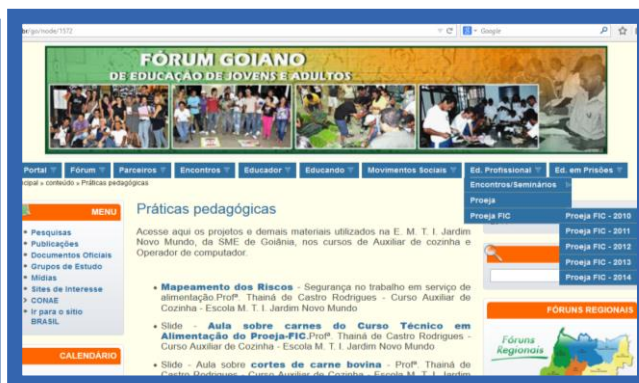 br/go/node/1572
Google
FÓRUM GOIANO
DE EDUCAÇÃO DE JOVENS E ADULTOS
Portal Fórum Parceiros Encontros Educador Educando Movimentos Sociais Ed. Profissional Ed. em Prisões
cipal » conteúdo » Práticas pedagógicas
Encontros/Seminários
Proeja
Proeja FIC
Proeja FIC - 2010
Proeja FIC - 2011
Proeja FIC - 2012
Proeja FIC - 2013
Proeja FIC - 2014
MENU
Pesquisas
Publicações
Documentos Oficiais
Grupos de Estudo
Mídias
Sites de Interesse
CONAE
Ir para o sítio
BRASIL
CALENDÁRIO
Práticas pedagógicas
Acesse aqui os projetos e demais materiais utilizados na E. M. T. I. Jardim
Novo Mundo, da SME de Goiânia, nos cursos de Auxiliar de cozinha e
Operador de computador.
• Mapeamento dos Riscos - Segurança no trabalho em serviço de
alimentação.Profª. Thainá de Castro Rodrigues - Curso Auxiliar de
Cozinha - Escola M. T. I. Jardim Novo Mundo
• Slide - Aula sobre carnes do Curso Técnico em
Alimentação do Proeja-FIC.Profª. Thainá de Castro Rodrigues -
Curso Auxiliar de Cozinha - Escola M. T. I. Jardim Novo Mundo
• Slide - Aula sobre cortes de carne bovina - Profª. Thainá de
Castro Rodrigues - Curso Auxiliar de Cozinha - Escola M. T. I. Jardim
FÓRUNS REGIONAIS
Fóruns
Regionais